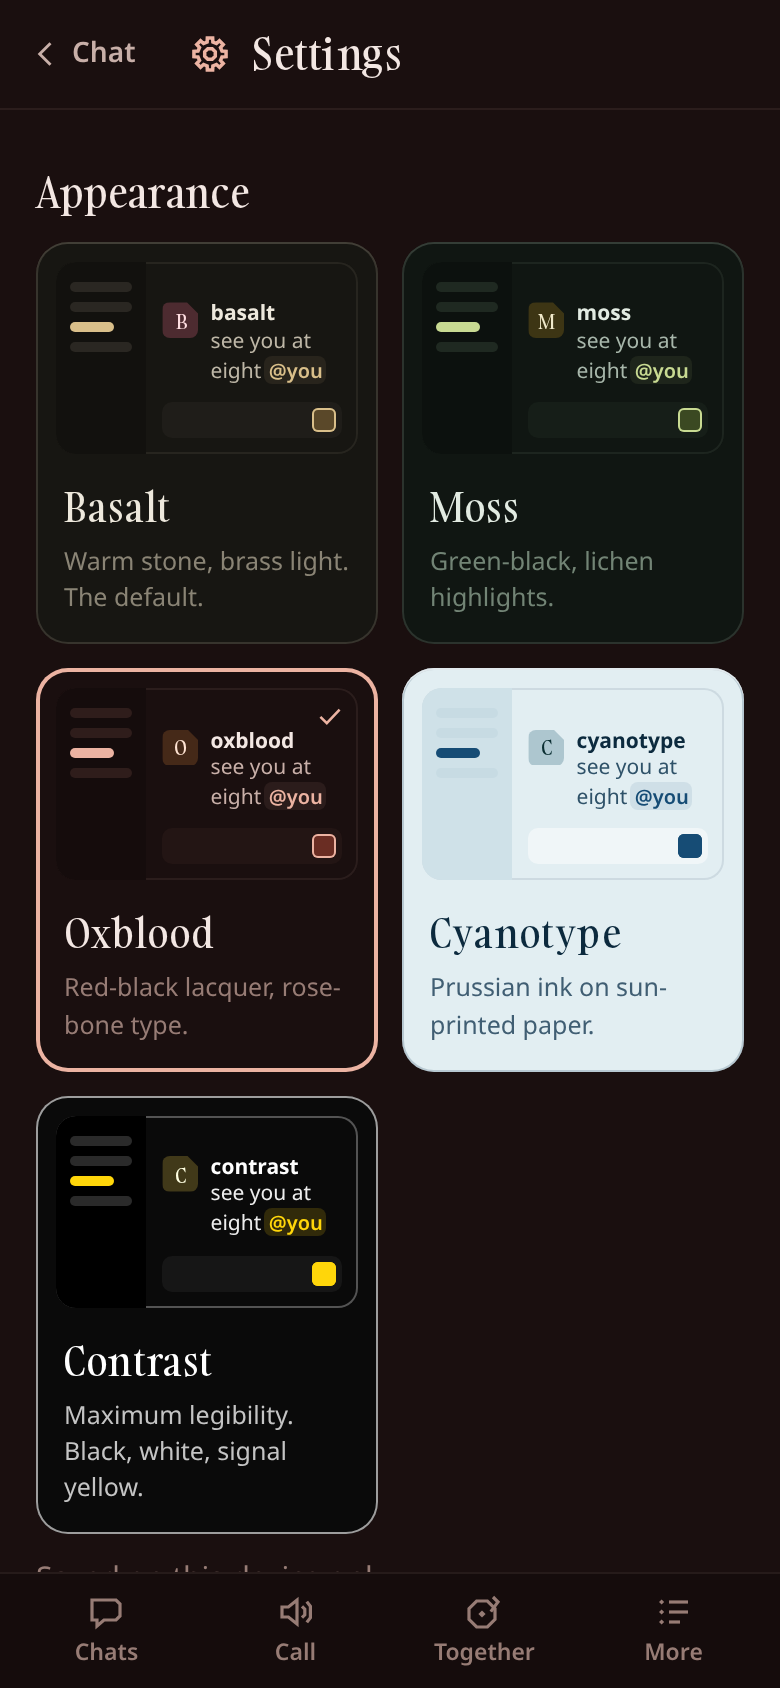 Chat
Settings
Appearance
B
basalt
see you at
eight @you
Basalt
Warm stone, brass light.
The default.
M
moss
see you at
eight @you
Moss
Green-black, lichen
highlights.
O
oxblood
see you at
eight @you
Oxblood
Red-black lacquer, rose-
bone type.
C
cyanotype
see you at
eight @you
Cyanotype
Prussian ink on sun-
printed paper.
C
contrast
see you at
eight @you
Contrast
Maximum legibility.
Black, white, signal
yellow.
Chats
Call
Together
More